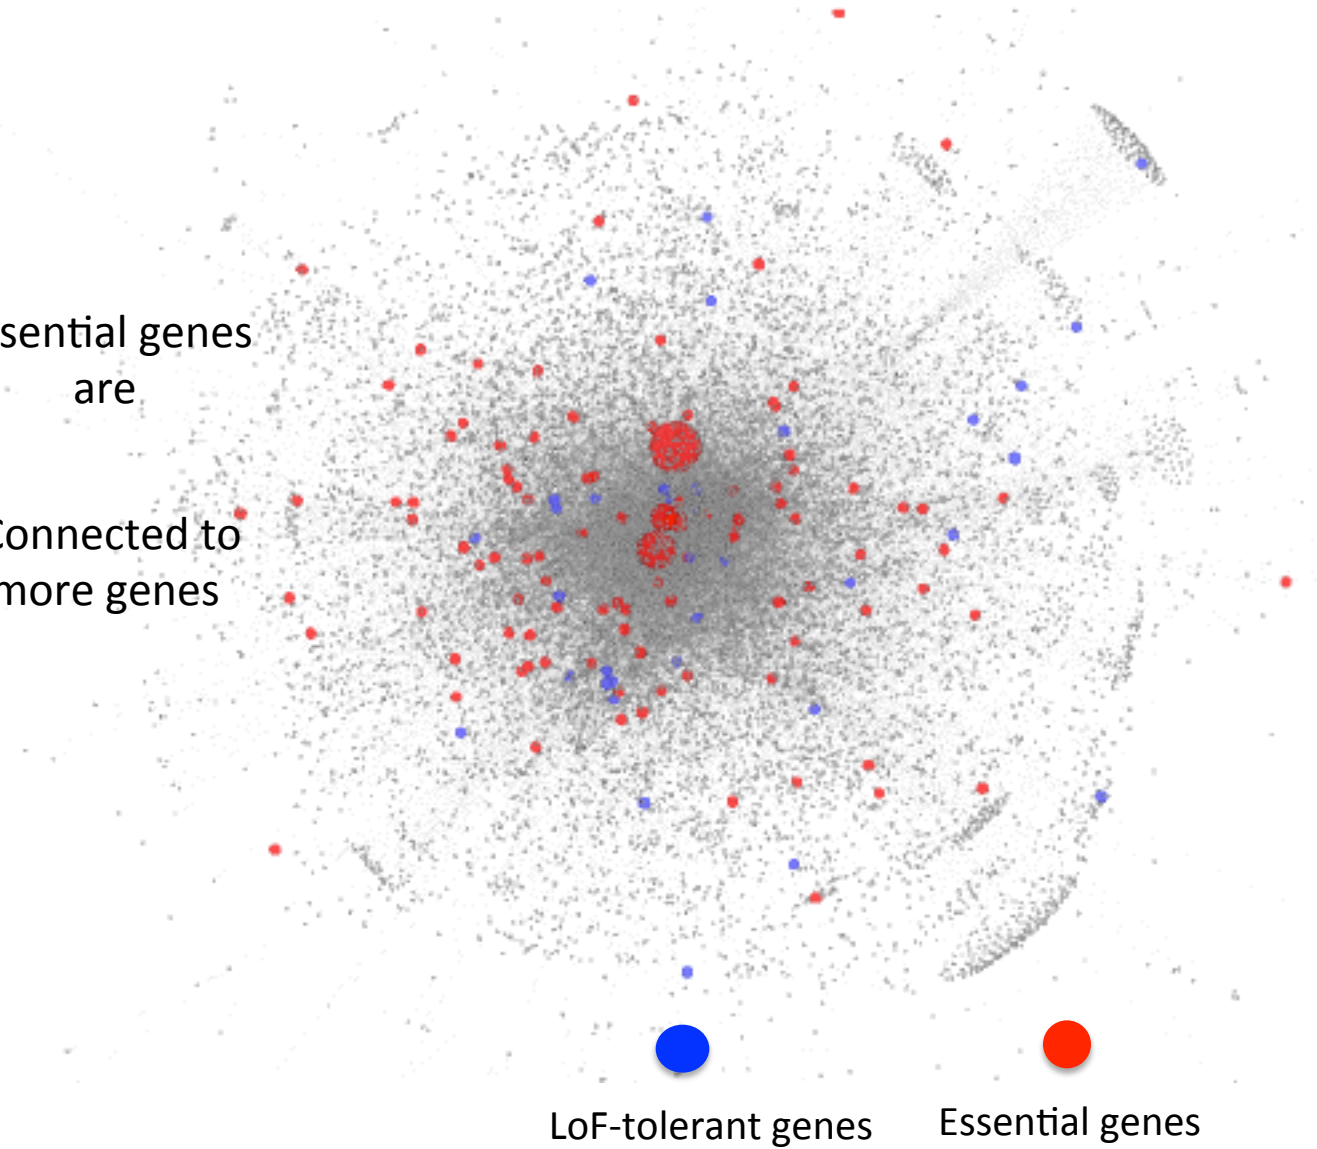 sential genes
are
Connected to
more genes
LoF-tolerant genes
Essential genes